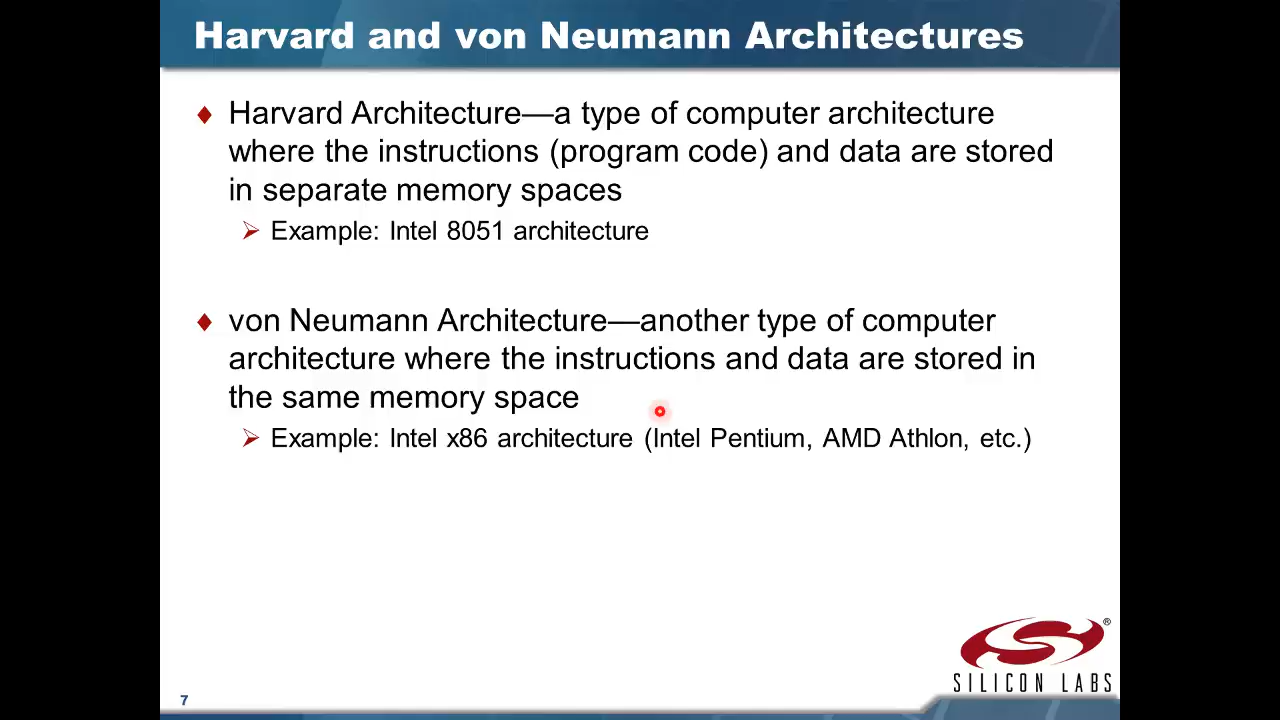 Harvard and von Neumann Architectures
♦ Harvard Architecture—a type of computer architecture
where the instructions (program code) and data are stored
in separate memory spaces
➢ Example: Intel 8051 architecture
♦ von Neumann Architecture—another type of computer
architecture where the instructions and data are stored in
the same memory space
➢ Example: Intel x86 architecture (Intel Pentium, AMD Athlon, etc.)
®
SILICON LABS
7